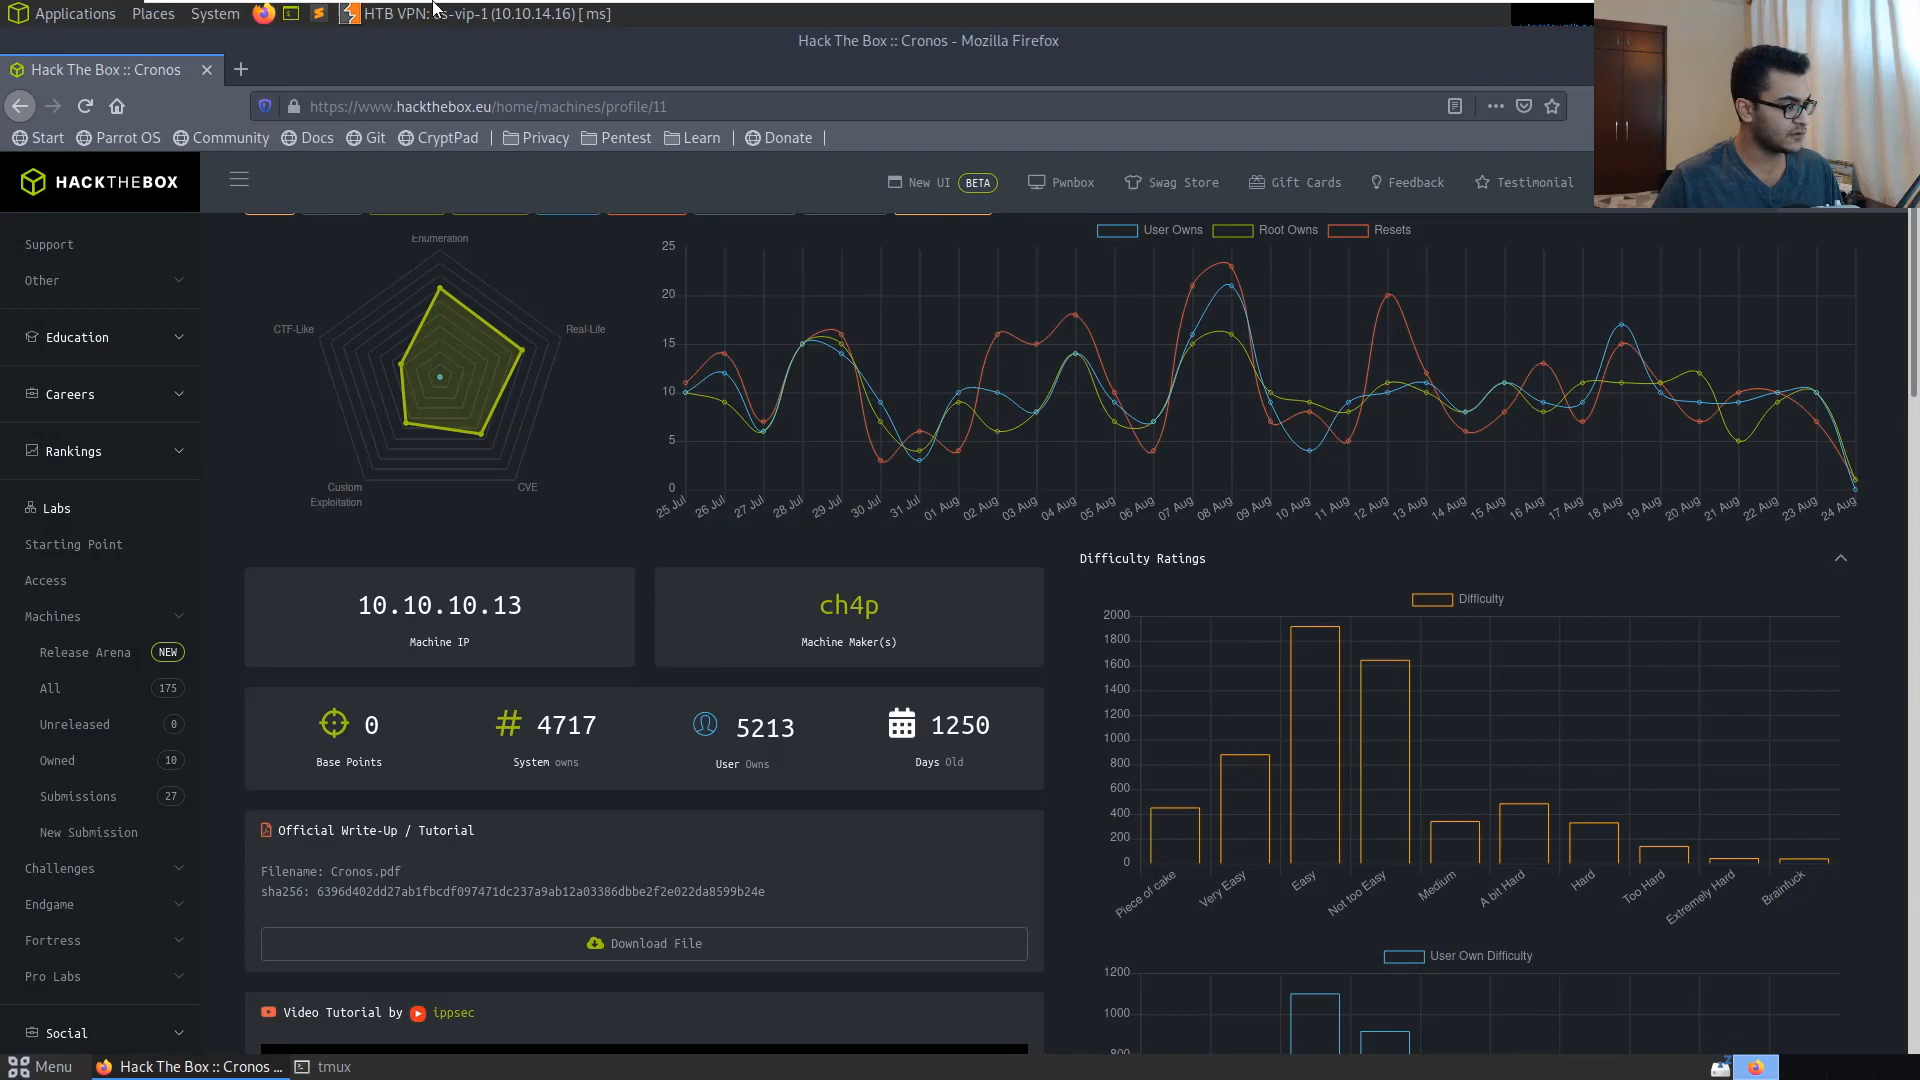 Applications Places System HTB VPN: s-vip-1 (10.10.14.16) [ ms]
Hack The Box :: Cronos - Mozilla Firefox
Hack The Box :: Cronos
https://www.hackthebox.eu/home/machines/profile/11
Start Parrot OS Community Docs Git CryptPad Privacy Pentest Learn Donate
HACKTHEBOX
New UI BETA Pwnbox Swag Store Gift Cards Feedback Testimonial
Support
Other
Education
Careers
Rankings
Labs
Starting Point
Access
Machines
Release Arena NEW
All 175
Unreleased 0
Owned 10
Submissions 27
New Submission
Challenges
Endgame
Fortress
Pro Labs
Social
Enumeration
CTF-Like
Real-Life
Custom
Exploitation
CVE
User Owns Root Owns Resets
25
20
15
10
5
0
25 Jul 26 Jul 27 Jul 28 Jul 29 Jul 30 Jul 31 Jul 01 Aug 02 Aug 03 Aug 04 Aug 05 Aug 06 Aug 07 Aug 08 Aug 09 Aug 10 Aug 11 Aug 12 Aug 13 Aug 14 Aug 15 Aug 16 Aug 17 Aug 18 Aug 19 Aug 20 Aug 21 Aug 22 Aug 23 Aug 24 Aug
10.10.10.13
Machine IP
ch4p
Machine Maker(s)
0
Base Points
4717
System owns
5213
User Owns
1250
Days Old
Official Write-Up / Tutorial
Filename: Cronos.pdf
sha256: 6396d402dd27ab1fbcdf097471dc237a9ab12a03386dbbe2f2e022da8599b24e
Download File
Video Tutorial by ippsec
Difficulty Ratings
Difficulty
2000
1800
1600
1400
1200
1000
800
600
400
200
0
Piece of cake Very Easy Easy Not too Easy Medium A bit Hard Hard Too Hard Extremely Hard Brainfuck
User Own Difficulty
1200
1000
800
Menu Hack The Box :: Cronos ... tmux